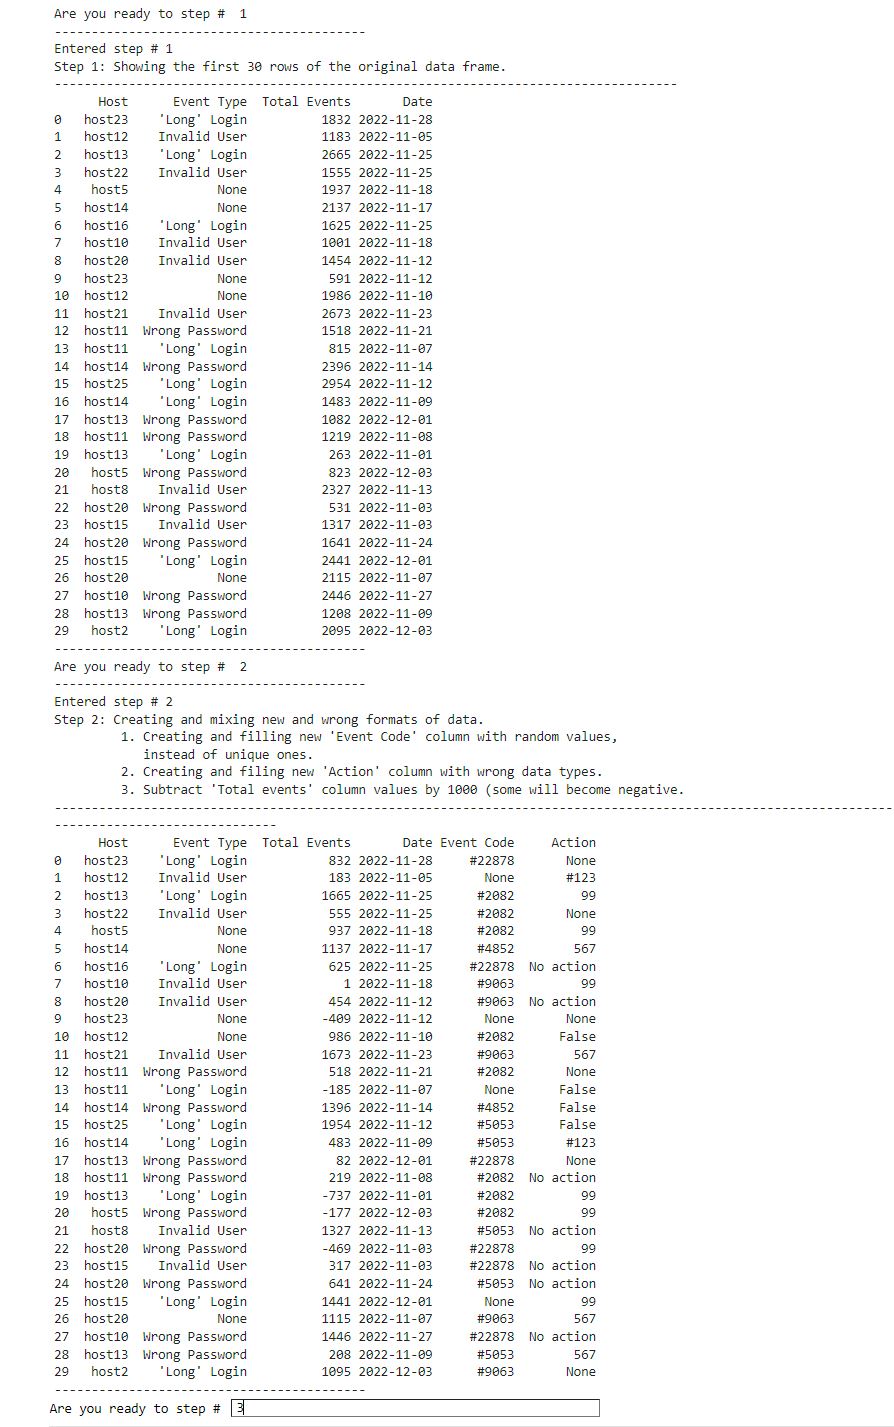 Are you ready to step #  1
------------------------------------------
Entered step # 1
Step 1: Showing the first 30 rows of the original data frame.
------------------------------------------------------------------------------------
      Host      Event Type  Total Events       Date
0   host23    'Long' Login          1832 2022-11-28
1   host12    Invalid User          1183 2022-11-05
2   host13    'Long' Login          2665 2022-11-25
3   host22    Invalid User          1555 2022-11-25
4    host5            None          1937 2022-11-18
5   host14            None          2137 2022-11-17
6   host16    'Long' Login          1625 2022-11-25
7   host10    Invalid User          1001 2022-11-18
8   host20    Invalid User          1454 2022-11-12
9   host23            None           591 2022-11-12
10  host12            None          1986 2022-11-10
11  host21    Invalid User          2673 2022-11-23
12  host11  Wrong Password          1518 2022-11-21
13  host11    'Long' Login           815 2022-11-07
14  host14  Wrong Password          2396 2022-11-14
15  host25    'Long' Login          2954 2022-11-12
16  host14    'Long' Login          1483 2022-11-09
17  host13  Wrong Password          1082 2022-12-01
18  host11  Wrong Password          1219 2022-11-08
19  host13    'Long' Login           263 2022-11-01
20   host5  Wrong Password           823 2022-12-03
21   host8    Invalid User          2327 2022-11-13
22  host20  Wrong Password           531 2022-11-03
23  host15    Invalid User          1317 2022-11-03
24  host20  Wrong Password          1641 2022-11-24
25  host15    'Long' Login          2441 2022-12-01
26  host20            None          2115 2022-11-07
27  host10  Wrong Password          2446 2022-11-27
28  host13  Wrong Password          1208 2022-11-09
29   host2    'Long' Login          2095 2022-12-03
------------------------------------------
Are you ready to step #  2
------------------------------------------
Entered step # 2
Step 2: Creating and mixing new and wrong formats of data.
         1. Creating and filling new 'Event Code' column with random values,
            instead of unique ones.
         2. Creating and filing new 'Action' column with wrong data types.
         3. Subtract 'Total events' column values by 1000 (some will become negative.
-----------------------------------------------------------------------------------------------------------------
------------------------------
      Host      Event Type  Total Events       Date Event Code     Action
0   host23    'Long' Login           832 2022-11-28     #22878       None
1   host12    Invalid User           183 2022-11-05       None       #123
2   host13    'Long' Login          1665 2022-11-25      #2082         99
3   host22    Invalid User           555 2022-11-25      #2082       None
4    host5            None           937 2022-11-18      #2082         99
5   host14            None          1137 2022-11-17      #4852        567
6   host16    'Long' Login           625 2022-11-25     #22878  No action
7   host10    Invalid User             1 2022-11-18      #9063         99
8   host20    Invalid User           454 2022-11-12      #9063  No action
9   host23            None          -409 2022-11-12       None       None
10  host12            None           986 2022-11-10      #2082      False
11  host21    Invalid User          1673 2022-11-23      #9063        567
12  host11  Wrong Password           518 2022-11-21      #2082       None
13  host11    'Long' Login          -185 2022-11-07       None      False
14  host14  Wrong Password          1396 2022-11-14      #4852      False
15  host25    'Long' Login          1954 2022-11-12      #5053      False
16  host14    'Long' Login           483 2022-11-09      #5053       #123
17  host13  Wrong Password            82 2022-12-01     #22878       None
18  host11  Wrong Password           219 2022-11-08      #2082  No action
19  host13    'Long' Login          -737 2022-11-01      #2082         99
20   host5  Wrong Password          -177 2022-12-03      #2082         99
21   host8    Invalid User          1327 2022-11-13      #5053  No action
22  host20  Wrong Password          -469 2022-11-03     #22878         99
23  host15    Invalid User           317 2022-11-03     #22878  No action
24  host20  Wrong Password           641 2022-11-24      #5053  No action
25  host15    'Long' Login          1441 2022-12-01       None         99
26  host20            None          1115 2022-11-07      #9063        567
27  host10  Wrong Password          1446 2022-11-27     #22878  No action
28  host13  Wrong Password           208 2022-11-09      #5053        567
29   host2    'Long' Login          1095 2022-12-03      #9063       None
------------------------------------------
Are you ready to step #  3